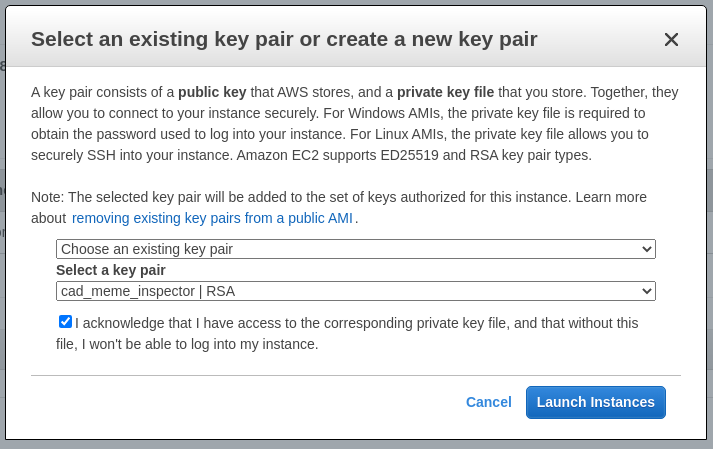 Select an existing key pair or create a new key pair
A key pair consists of a public key that AWS stores, and a private key file that you store. Together, they
allow you to connect to your instance securely. For Windows AMIs, the private key file is required to
obtain the password used to log into your instance. For Linux AMIs, the private key file allows you to
securely SSH into your instance. Amazon EC2 supports ED25519 and RSA key pair types.
Note: The selected key pair will be added to the set of keys authorized for this instance. Learn more
about removing existing key pairs from a public AMI.
Choose an existing key pair
Select a key pair
cad_meme_inspector | RSA
I acknowledge that I have access to the corresponding private key file, and that without this
file, I won't be able to log into my instance.
Cancel Launch Instances